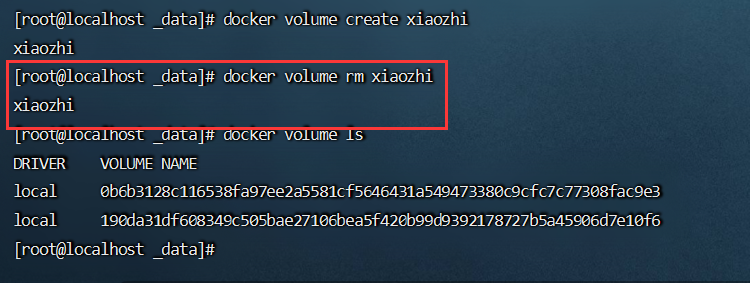 [root@localhost _data]# docker volume create xiaozhi
xiaozhi
[root@localhost _data]# docker volume rm xiaozhi
xiaozhi
[root@localhost _data]# docker volume ls
DRIVER    VOLUME NAME
local     0b6b3128c116538fa97ee2a5581cf5646431a549473380c9cfc7c77308fac9e3
local     190da31df608349c505bae27106bea5f420b99d9392178727b5a45906d7e10f6
[root@localhost _data]#